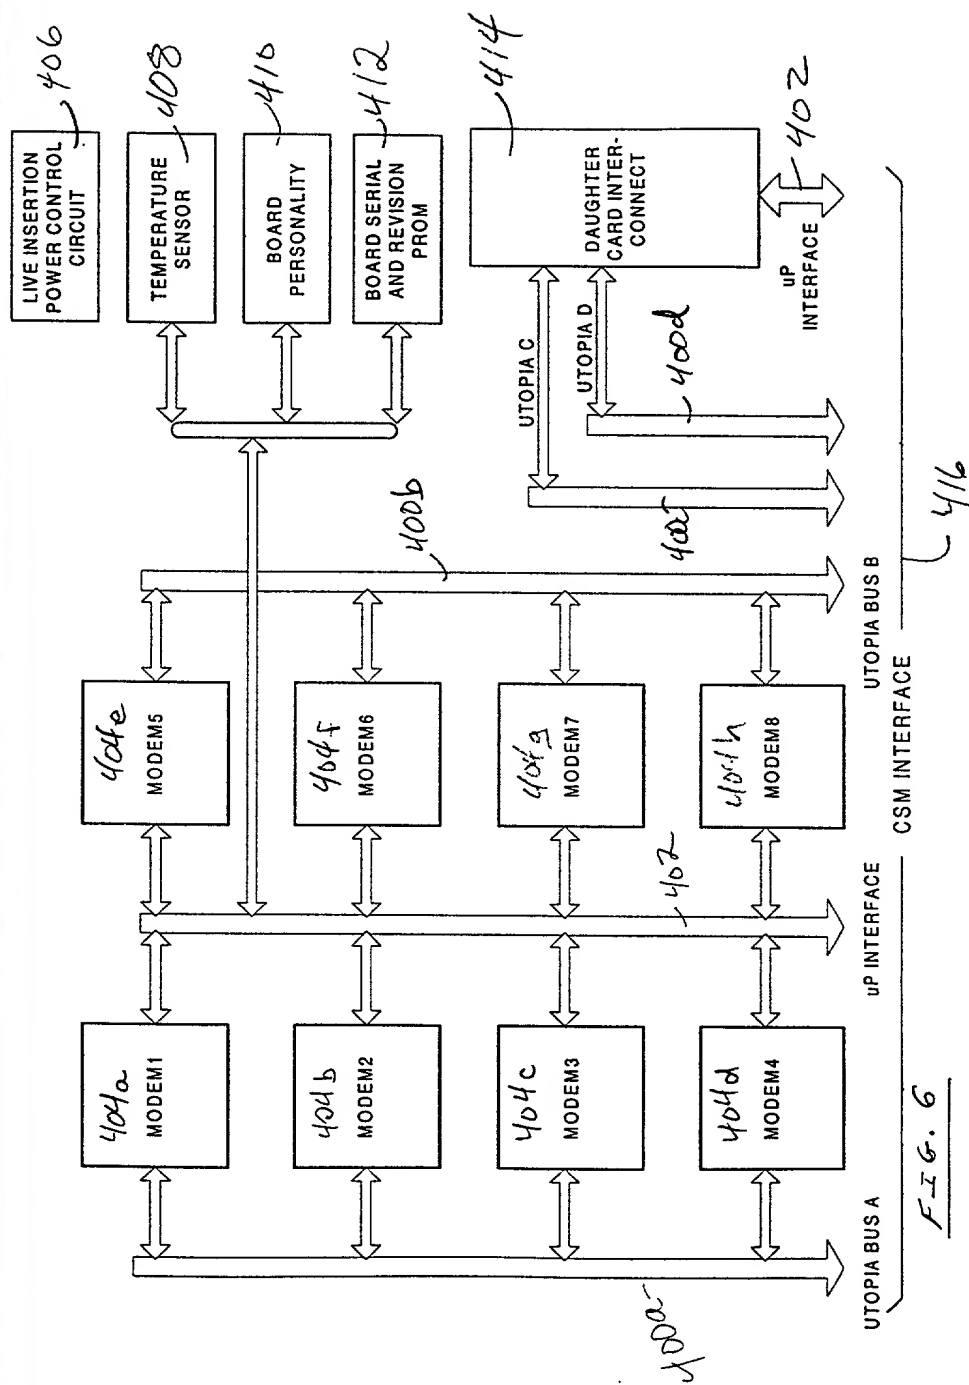 LIVE INSERTION
POWER CONTROL
CIRCUIT
406
TEMPERATURE
SENSOR
408
BOARD
PERSONALITY
410
BOARD SERIAL
AND REVISION
PROM
412
414
DAUGHTER
CARD INTER-
CONNECT
402
uP
INTERFACE
UTOPIA C
UTOPIA D
400d
400b
404e
MODEM5
404f
MODEM6
404g
MODEM7
404h
MODEM8
402
404a
MODEM1
404b
MODEM2
404c
MODEM3
404d
MODEM4
400a
UTOPIA BUS A
uP INTERFACE
UTOPIA BUS B
CSM INTERFACE
416
FIG. 6